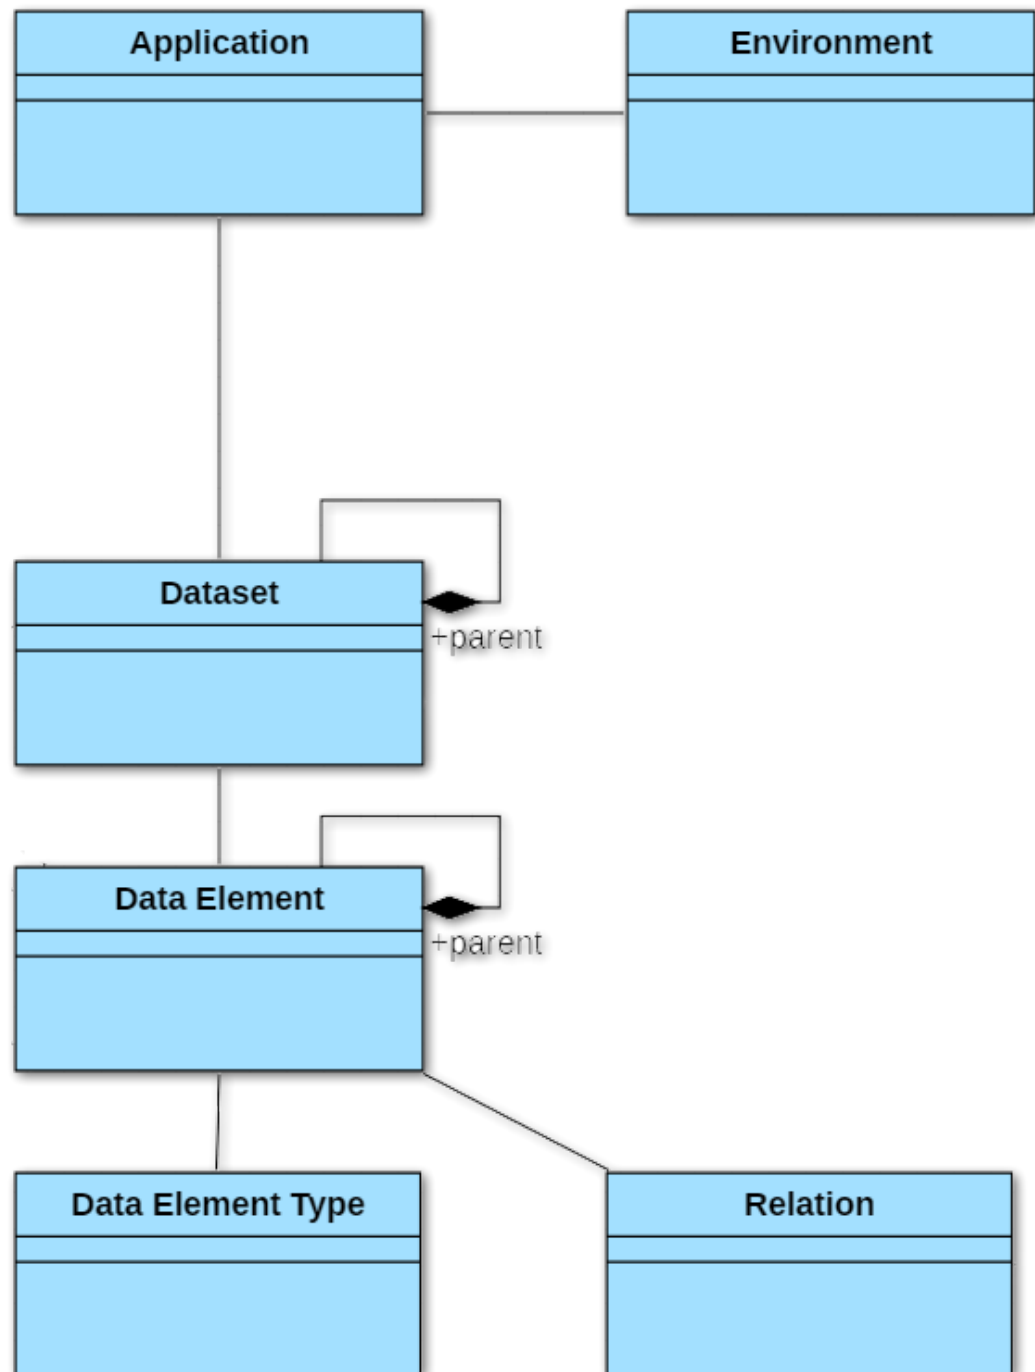 Application
Environment
Dataset
+parent
Data Element
+parent
Data Element Type
Relation